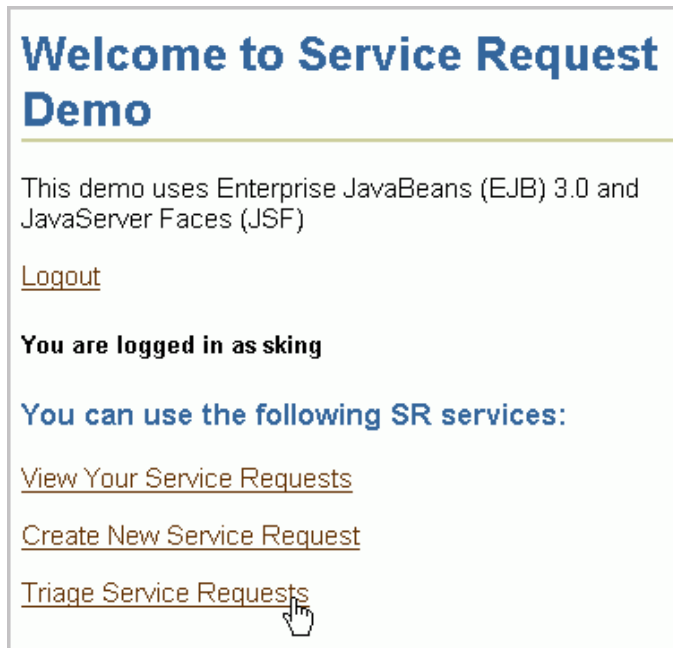 Welcome to Service Request
Demo
This demo uses Enterprise JavaBeans (EJB) 3.0 and
JavaServer Faces (JSF)
Logout
You are logged in as sking
You can use the following SR services:
View Your Service Requests
Create New Service Request
Triage Service Requests